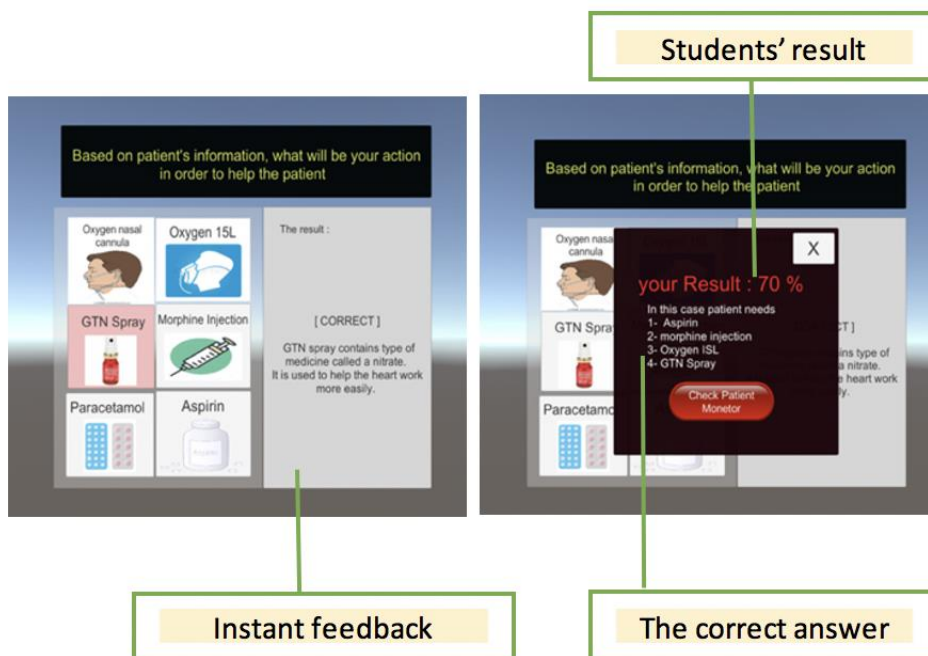 Students' result
Based on patient's information, what will be your action
in order to help the patient
Oxygen nasal
cannula
Oxygen 15L
GTN Spray
Morphine Injection
Paracetamol
Aspirin
The result :
[ CORRECT ]
GTN spray contains type of
medicine called a nitrate.
It is used to help the heart work
more easily.
Based on patient's information, what will be your action
in order to help the patient
Oxygen nasal
cannula
GTN Spray
Paracetamol
X
your Result : 70 %
In this case patient needs
1- Aspirin
2- morphine injection
3- Oxygen ISL
4- GTN Spray
Check Patient
Monetor
Instant feedback
The correct answer